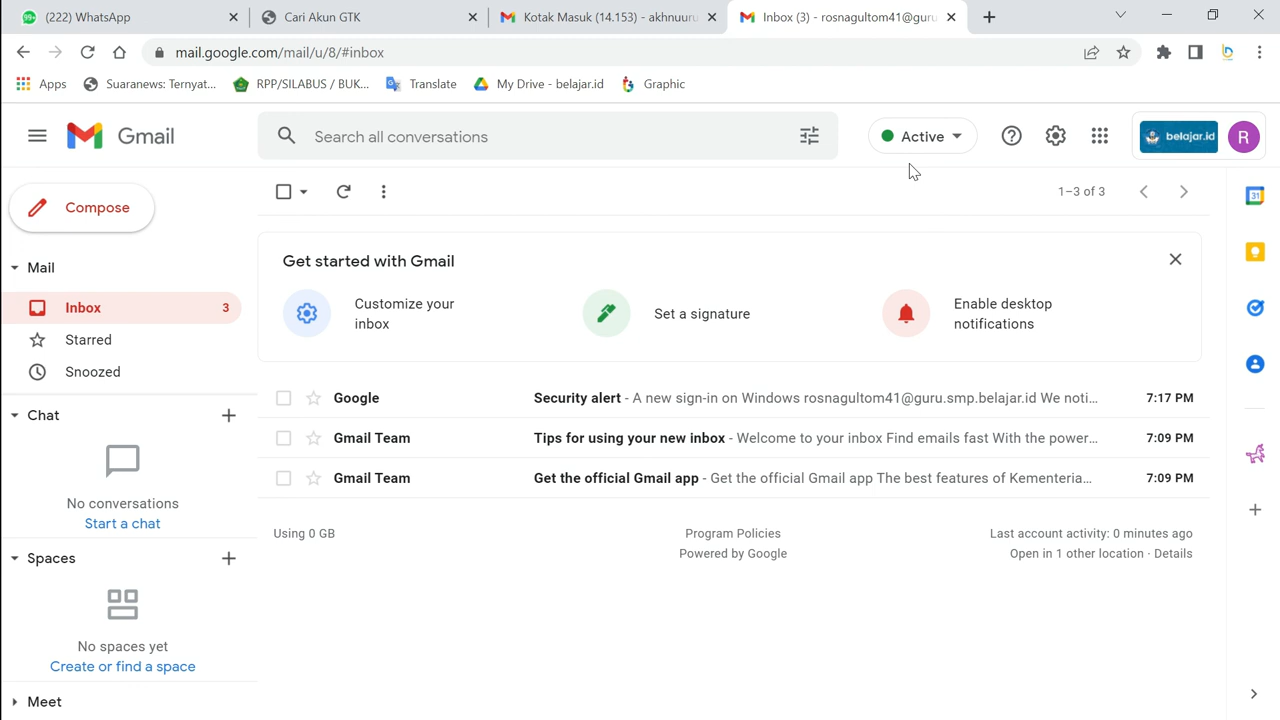 99+ (222) WhatsApp
Cari Akun GTK
Kotak Masuk (14.153) - akhnuuru
Inbox (3) - rosnagultom41@guru
mail.google.com/mail/u/8/#inbox
Apps
Suaranews: Ternyat...
RPP/SILABUS / BUK...
Translate
My Drive - belajar.id
Graphic
Gmail
Search all conversations
Active
belajar.id
R
Compose
1–3 of 3
31
Mail
Get started with Gmail
Inbox 3
Customize your
inbox
Set a signature
Enable desktop
notifications
Starred
Snoozed
Google Security alert - A new sign-in on Windows rosnagultom41@guru.smp.belajar.id We noti... 7:17 PM
Gmail Team Tips for using your new inbox - Welcome to your inbox Find emails fast With the power... 7:09 PM
Gmail Team Get the official Gmail app - Get the official Gmail app The best features of Kementeria... 7:09 PM
Chat
No conversations
Start a chat
Using 0 GB
Program Policies
Powered by Google
Last account activity: 0 minutes ago
Open in 1 other location · Details
Spaces
No spaces yet
Create or find a space
Meet